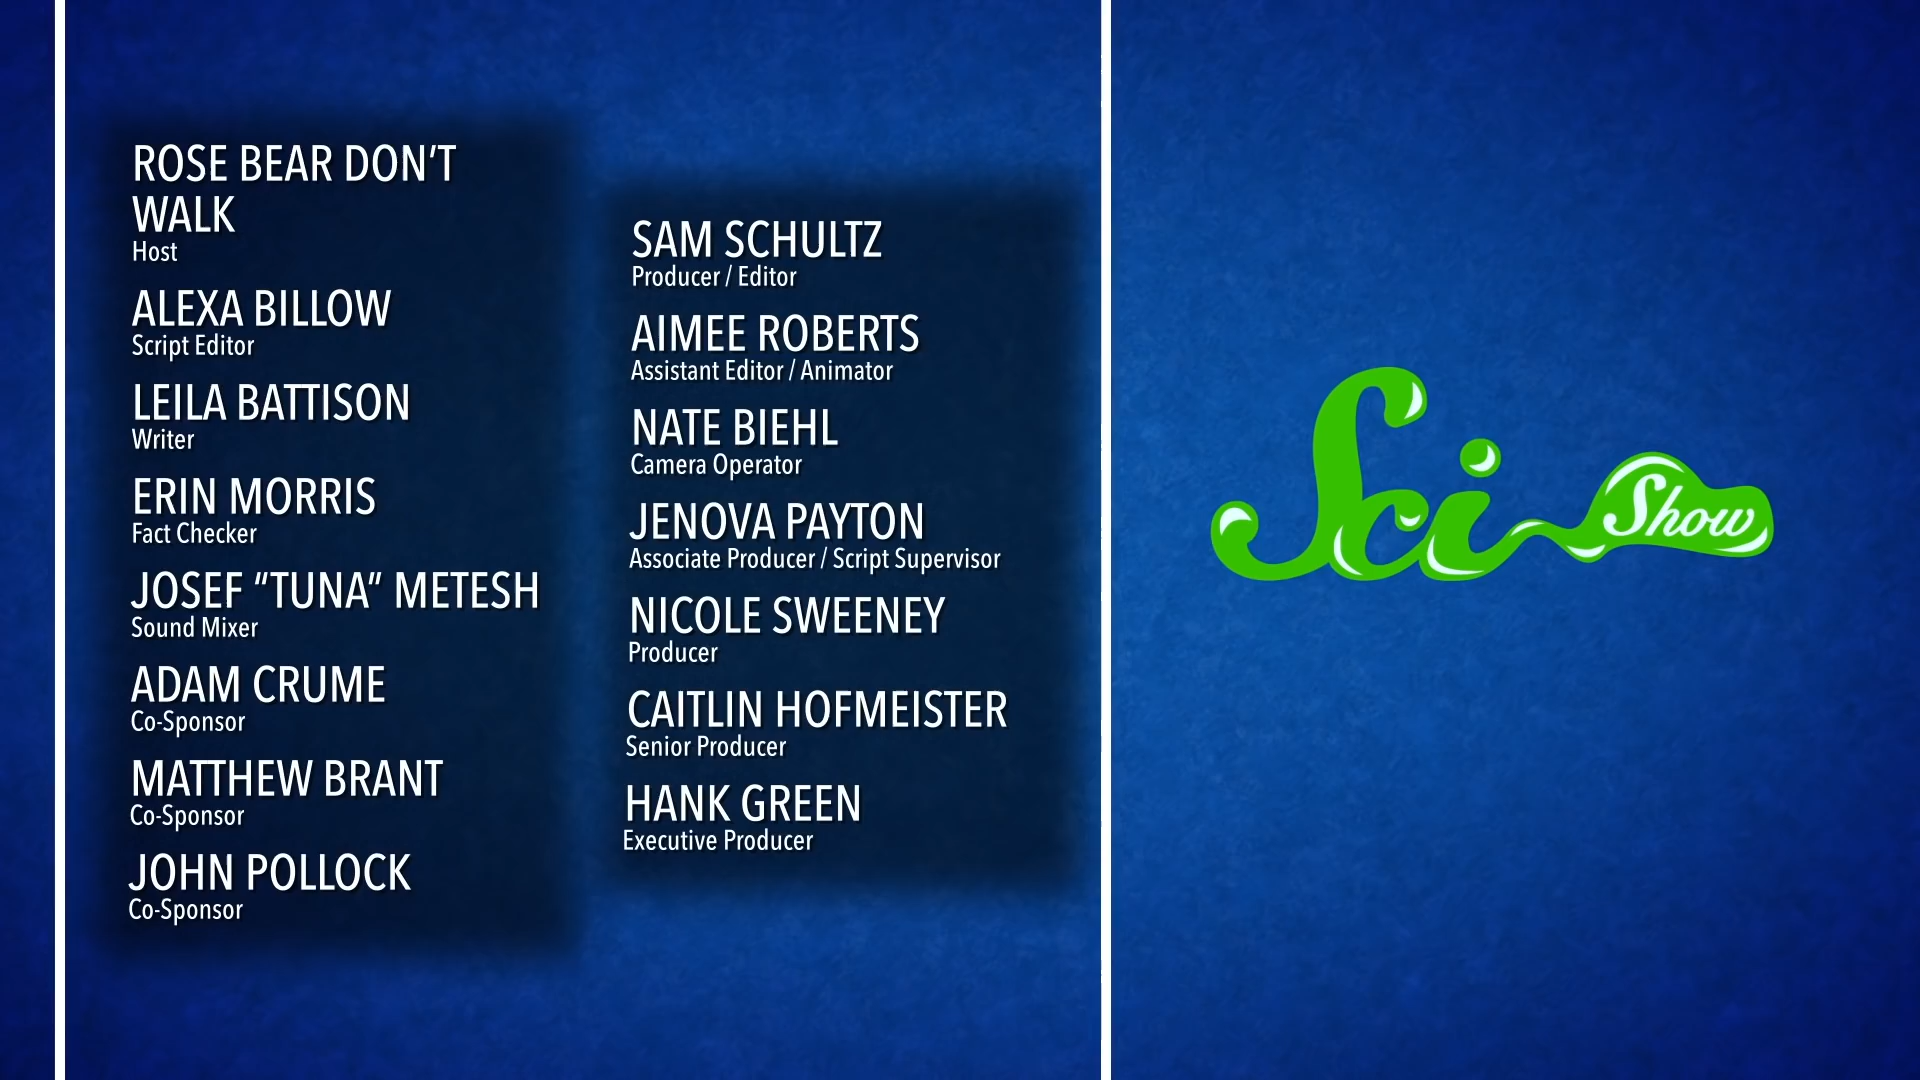 ROSE BEAR DON’T
WALK
Host
ALEXA BILLOW
Script Editor
LEILA BATTISON
Writer
ERIN MORRIS
Fact Checker
JOSEF “TUNA” METESH
Sound Mixer
ADAM CRUME
Co-Sponsor
MATTHEW BRANT
Co-Sponsor
JOHN POLLOCK
Co-Sponsor
SAM SCHULTZ
Producer / Editor
AIMEE ROBERTS
Assistant Editor / Animator
NATE BIEHL
Camera Operator
JENOVA PAYTON
Associate Producer / Script Supervisor
NICOLE SWEENEY
Producer
CAITLIN HOFMEISTER
Senior Producer
HANK GREEN
Executive Producer
Sci Show